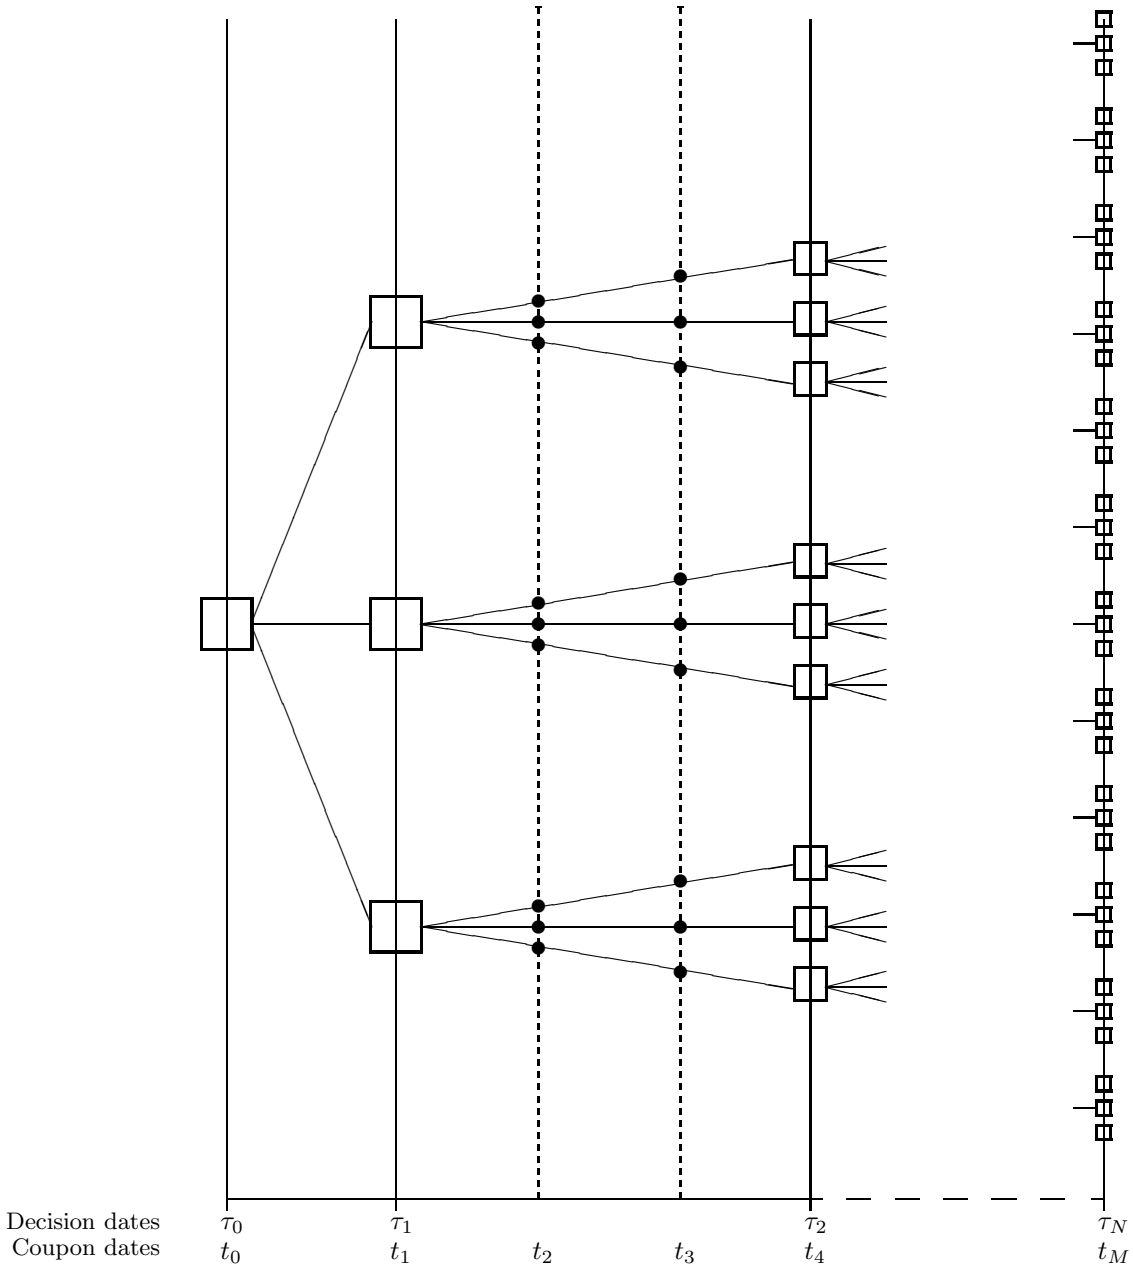 Decision dates τ0 τ1 τ2 τN
Coupon dates t0 t1 t2 t3 t4 tM